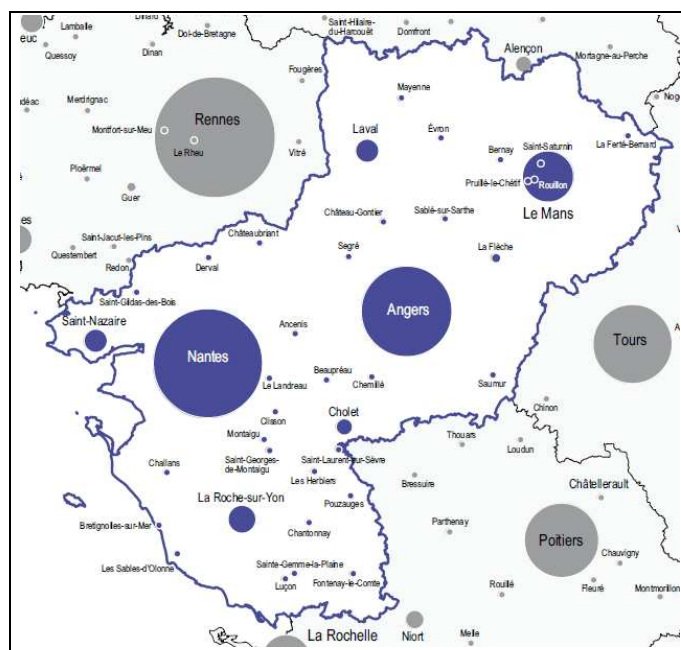 Lamballe
Dinard
Dol-de-Bretagne
Saint-Hilaire-
du-Harcouët
Domfront
Alençon
Mortagne-au-Perche
euc
Quessoy
Dinan
Fougères
Mayenne
Nog
Merdrignac
déac
Rennes
Montfort-sur-Meu
Le Rheu
Vitré
Laval
Évron
Bernay
Saint-Saturnin
La Ferté-Bernard
Ploërmel
Guer
Pruillé-le-Chétif
Rouillon
Le Mans
es
Château-Gontier
Sablé-sur-Sarthe
Saint-Jacut-les-Pins
Châteaubriant
Questembert
Redon
Derval
Segré
La Flèche
Saint-Gildas-des-Bois
Saint-Nazaire
Angers
Ancenis
Tours
A
Nantes
Beaupréau
Chemillé
Le Landreau
Saumur
Clisson
Cholet
Chinon
Montaigu
Thouars
Loudun
Saint-Georges-
de-Montaigu
Saint-Laurent-sur-Sèvre
Challans
Les Herbiers
Bressuire
Châtellerault
La Roche-sur-Yon
Pouzauges
Bretignolles-sur-Mer
Chantonnay
Parthenay
Poitiers
Chauvigny
Les Sables-d'Olonne
Sainte-Gemme-la-Plaine
Luçon
Fontenay-le-Comte
Rouillé
Fleuré
Montmorillon
La Rochelle
Niort
Melle